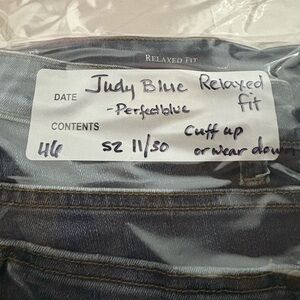 RELAXED FIT
DATE Judy Blue Relaxed fit
-Perfectblue
CONTENTS Cuff up
46 SZ 11/30 or wear down